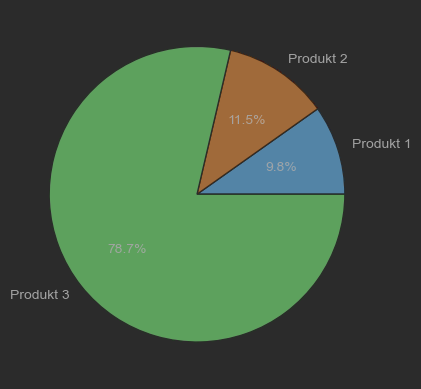 Produkt 2
11.5%
Produkt 1
9.8%
78.7%
Produkt 3